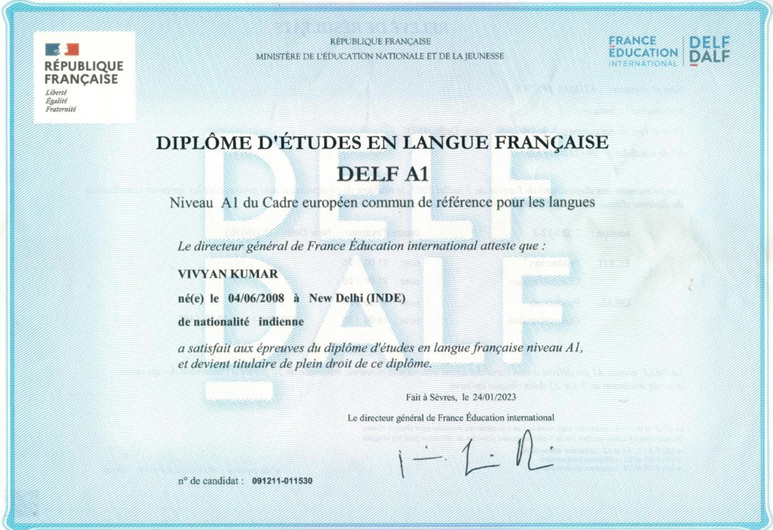 RÉPUBLIQUE
FRANÇAISE
Liberté
Égalité
Fraternité
RÉPUBLIQUE FRANÇAISE
MINISTÈRE DE L'ÉDUCATION NATIONALE ET DE LA JEUNESSE
FRANCE
ÉDUCATION
INTERNATIONAL
DELF
DALF
DIPLÔME D'ÉTUDES EN LANGUE FRANÇAISE
DELF A1
Niveau A1 du Cadre européen commun de référence pour les langues
DELF
DALF
Le directeur général de France Éducation international atteste que :
VIVYAN KUMAR
né(e) le 04/06/2008 à New Delhi (INDE)
de nationalité indienne
a satisfait aux épreuves du diplôme d'études en langue française niveau A1,
et devient titulaire de plein droit de ce diplôme.
Fait à Sèvres, le 24/01/2023
Le directeur général de France Éducation international
n° de candidat : 091211-011530